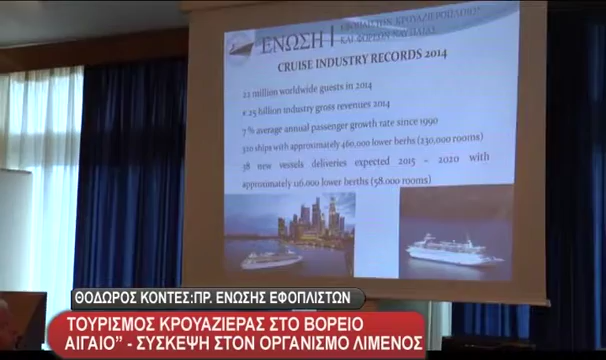 ΕΝΩΣΗ
ΕΦΟΠΛΙΣΤΩΝ ΚΡΟΥΑΖΙΕΡΟΠΛΟΙΩΝ
ΚΑΙ ΦΟΡΕΩΝ ΝΑΥΤΙΛΙΑΣ
CRUISE INDUSTRY RECORDS 2014
22 million worldwide guests in 2014
25 billion industry gross revenues 2014
7 % average annual passenger growth rate since 1990
ships with approximately 460,000 lower berhs (230,000 rooms)
38 new vessels deliveries expected 2015 – 2020 with
approximately 116,000 lower berths (58,000 rooms)
ΘΟΔΩΡΟΣ ΚΟΝΤΕΣ:ΠΡ. ΕΝΩΣΗΣ ΕΦΟΠΛΙΣΤΩΝ
ΤΟΥΡΙΣΜΟΣ ΚΡΟΥΑΖΙΕΡΑΣ ΣΤΟ ΒΟΡΕΙΟ
ΑΙΓΑΙΟ” - ΣΥΣΚΕΨΗ ΣΤΟΝ ΟΡΓΑΝΙΣΜΟ ΛΙΜΕΝΟΣ